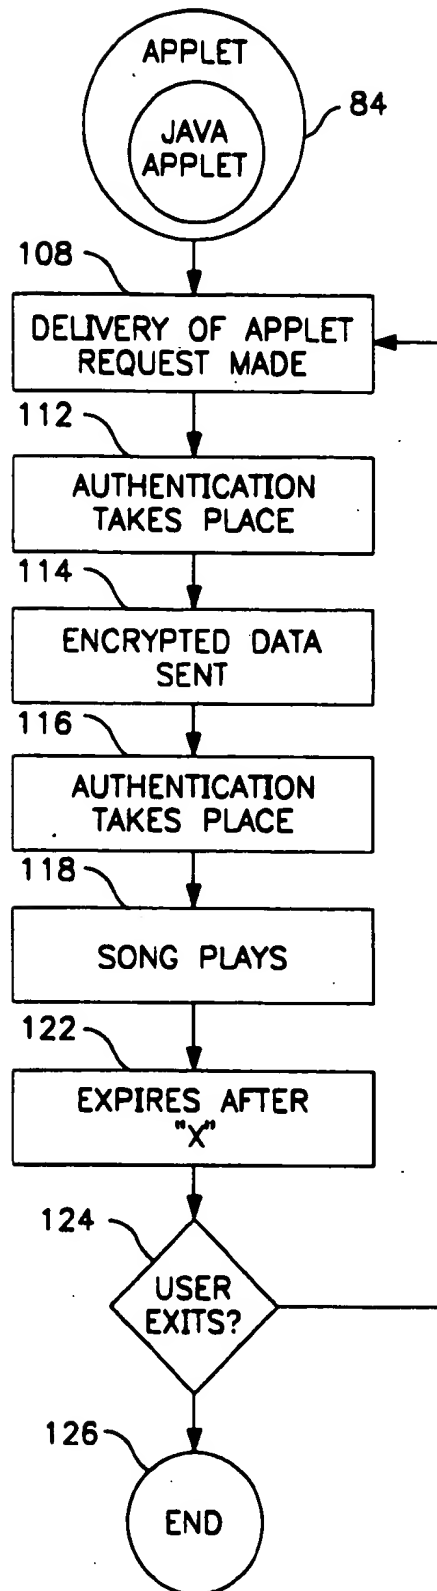 APPLET
84
JAVA
APPLET
108
DELIVERY OF APPLET
REQUEST MADE
112
AUTHENTICATION
TAKES PLACE
114
ENCRYPTED DATA
SENT
116
AUTHENTICATION
TAKES PLACE
118
SONG PLAYS
122
EXPIRES AFTER
"X"
124
USER
EXITS?
126
END